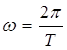 ω = 2π / T